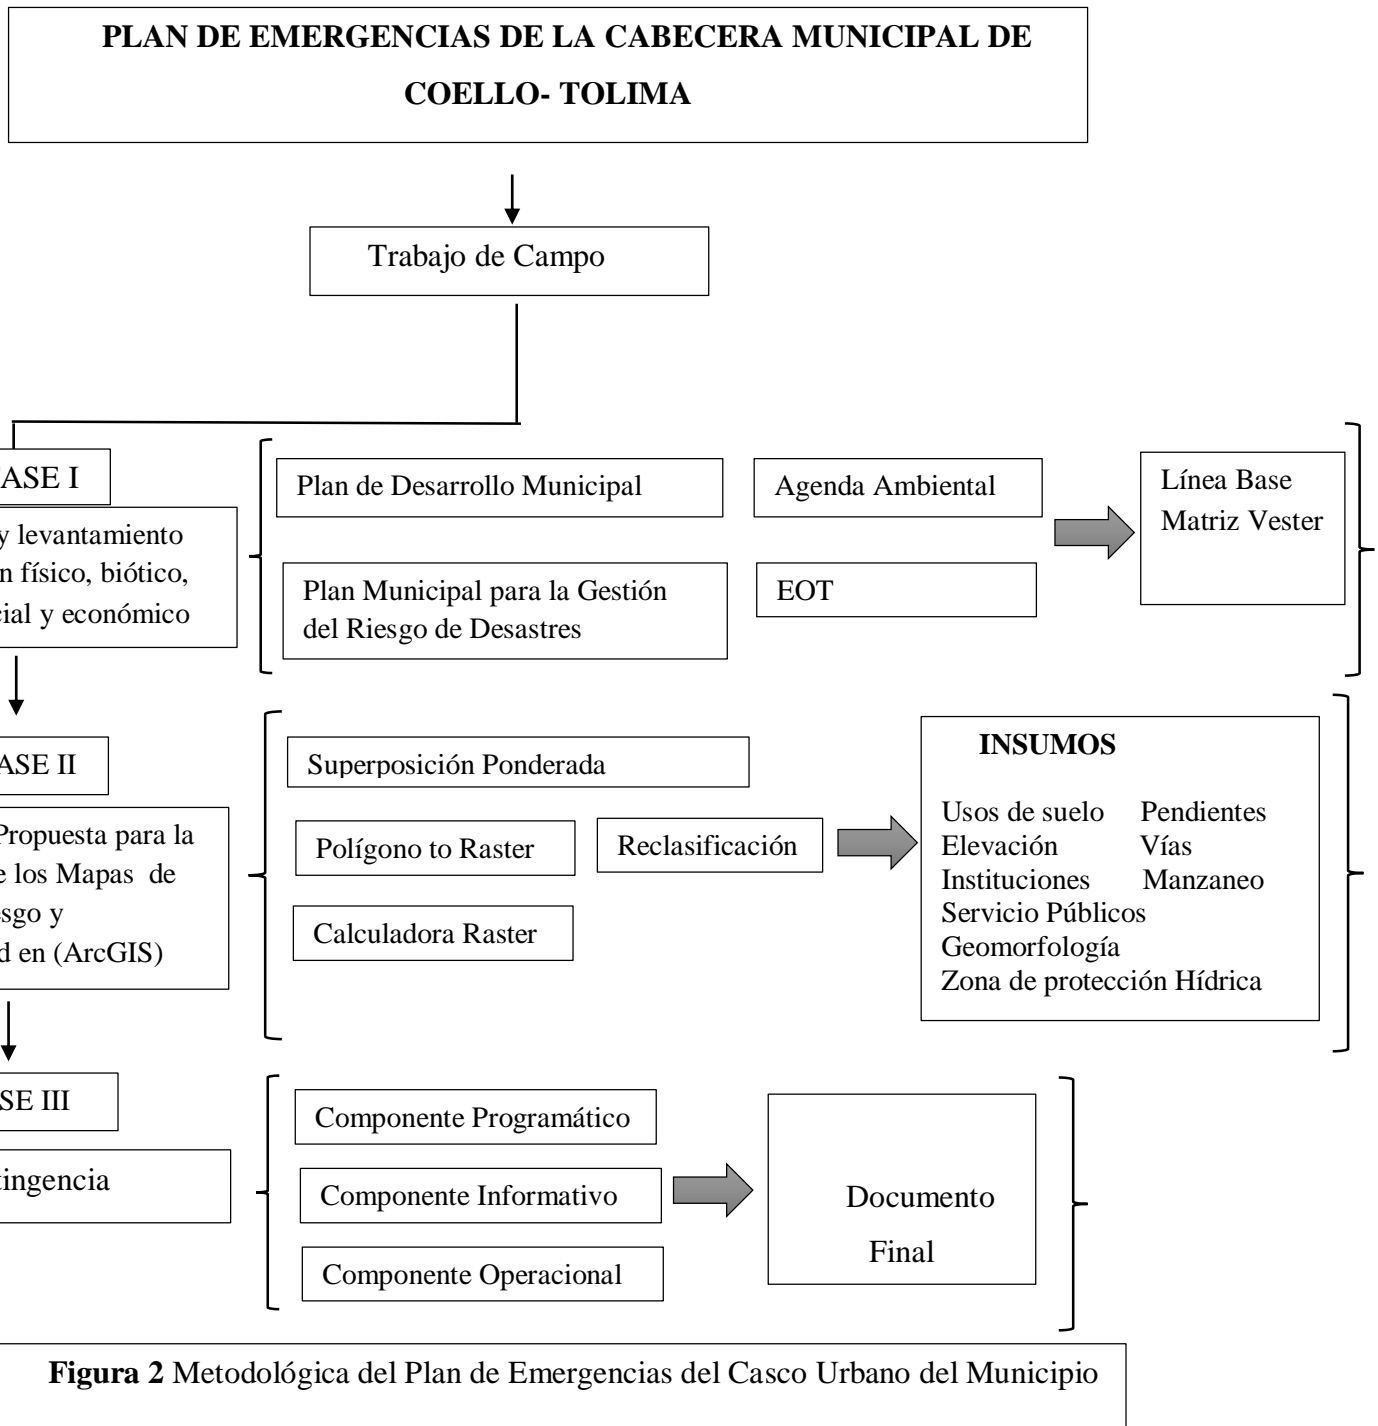 PLAN DE EMERGENCIAS DE LA CABECERA MUNICIPAL DE
COELLO- TOLIMA
Trabajo de Campo
ASE I
y levantamiento
n físico, biótico,
cial y económico
Plan de Desarrollo Municipal
Agenda Ambiental
Plan Municipal para la Gestión
del Riesgo de Desastres
EOT
Línea Base
Matriz Vester
ASE II
Propuesta para la
e los Mapas de
esgo y
d en (ArcGIS)
Superposición Ponderada
Polígono to Raster
Reclasificación
Calculadora Raster
INSUMOS
Usos de suelo Pendientes
Elevación Vías
Instituciones Manzaneo
Servicio Públicos
Geomorfología
Zona de protección Hídrica
SE III
tingencia
Componente Programático
Componente Informativo
Componente Operacional
Documento
Final
Figura 2 Metodológica del Plan de Emergencias del Casco Urbano del Municipio